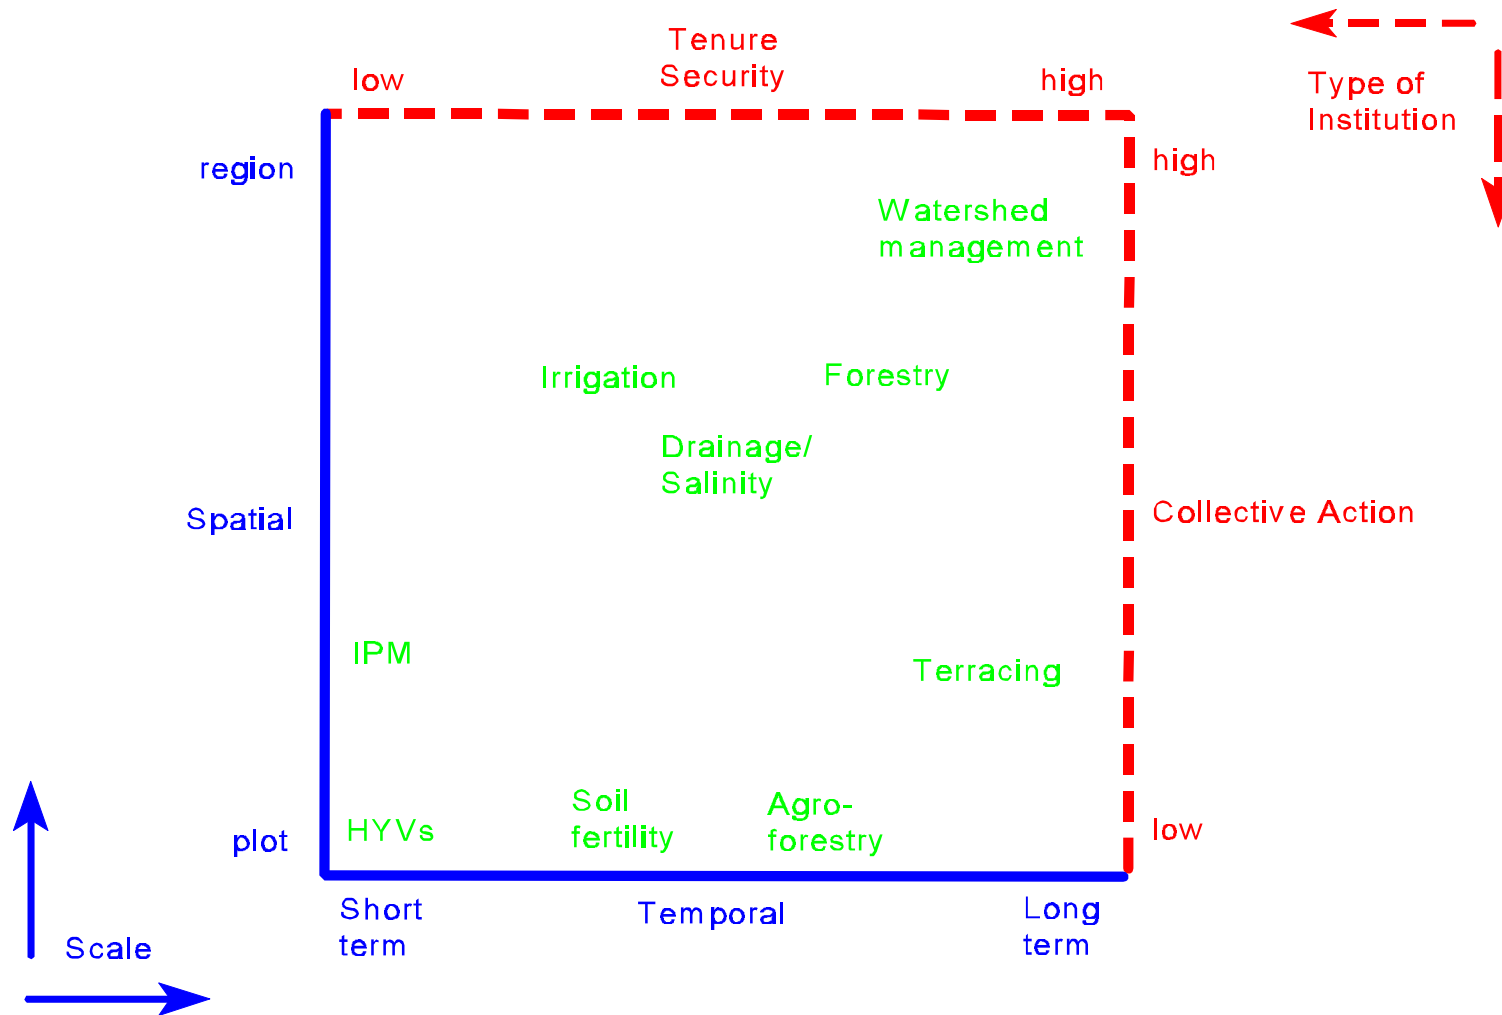 Tenure
Security
low
high
Type of
Institution
region
high
Watershed
management
Irrigation
Forestry
Drainage/
Salinity
Spatial
Collective Action
IPM
Terracing
plot
HYVs
Soil
fertility
Agro-
forestry
low
Short
term
Temporal
Long
term
Scale